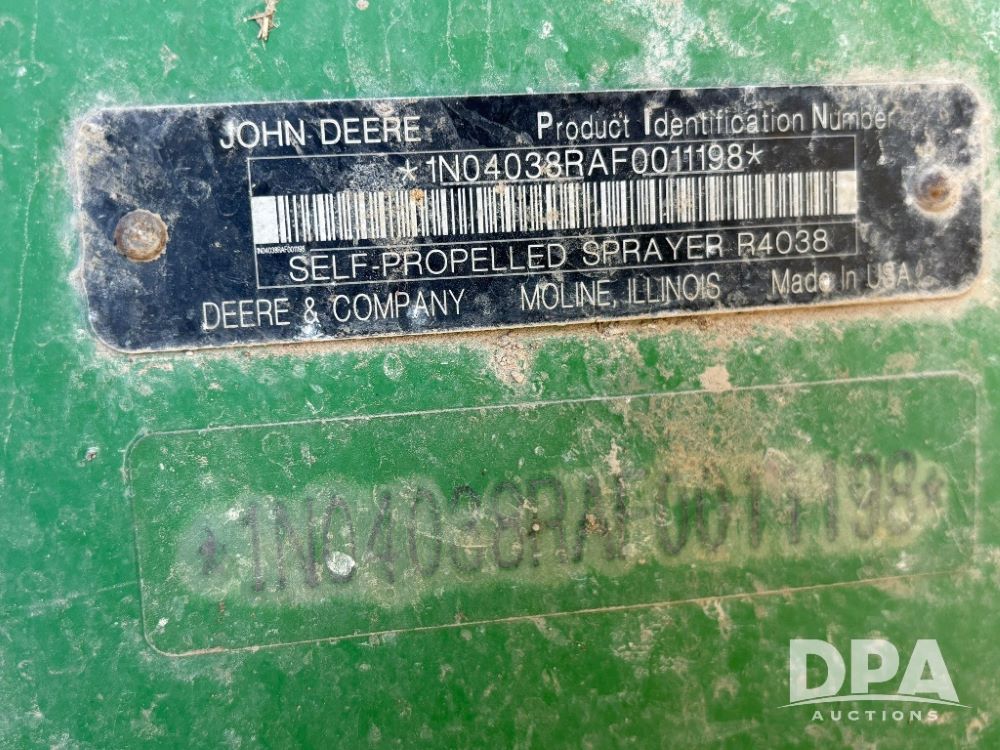 JOHN DEERE Product Identification Number
*1N04038RAF0011198*
1N04038RAF0011198
SELF-PROPELLED SPRAYER R4038
DEERE & COMPANY MOLINE, ILLINOIS Made In USA
*1N04038RAF0011198*
DPA
AUCTIONS